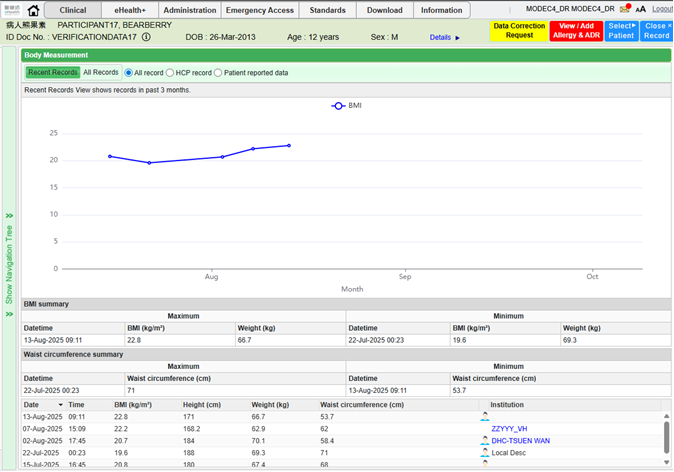 Clinical eHealth+ Administration Emergency Access Standards Download Information MODEC4_DR MODEC4_DR AA Logout
病人熊果素 PARTICIPANT17, BEARBERRY
ID Doc No. : VERIFICATIONDATA17 DOB : 26-Mar-2013 Age : 12 years Sex : M Details
Data Correction Request
View / Add Allergy & ADR
Select Patient
Close × Record
Body Measurement
Recent Records All Records All record HCP record Patient reported data
Recent Records View shows records in past 3 months.
BMI
25
20
15
10
5
0
Aug Sep Oct
Month
Show Navigation Tree
BMI summary
Maximum Minimum
Datetime BMI (kg/m²) Weight (kg) Datetime BMI (kg/m²) Weight (kg)
13-Aug-2025 09:11 22.8 66.7 22-Jul-2025 00:23 19.6 69.3
Waist circumference summary
Maximum Minimum
Datetime Waist circumference (cm) Datetime Waist circumference (cm)
22-Jul-2025 00:23 71 13-Aug-2025 09:11 53.7
Date Time BMI (kg/m²) Height (cm) Weight (kg) Waist circumference (cm) Institution
13-Aug-2025 09:11 22.8 171 66.7 53.7
07-Aug-2025 15:09 22.2 168.2 62.9 62 ZZYYY_VH
02-Aug-2025 17:45 20.7 184 70.1 58.4 DHC-TSUEN WAN
22-Jul-2025 00:23 19.6 188 69.3 71 Local Desc
15-Jul-2025 16:45 20.8 180 67.4 68